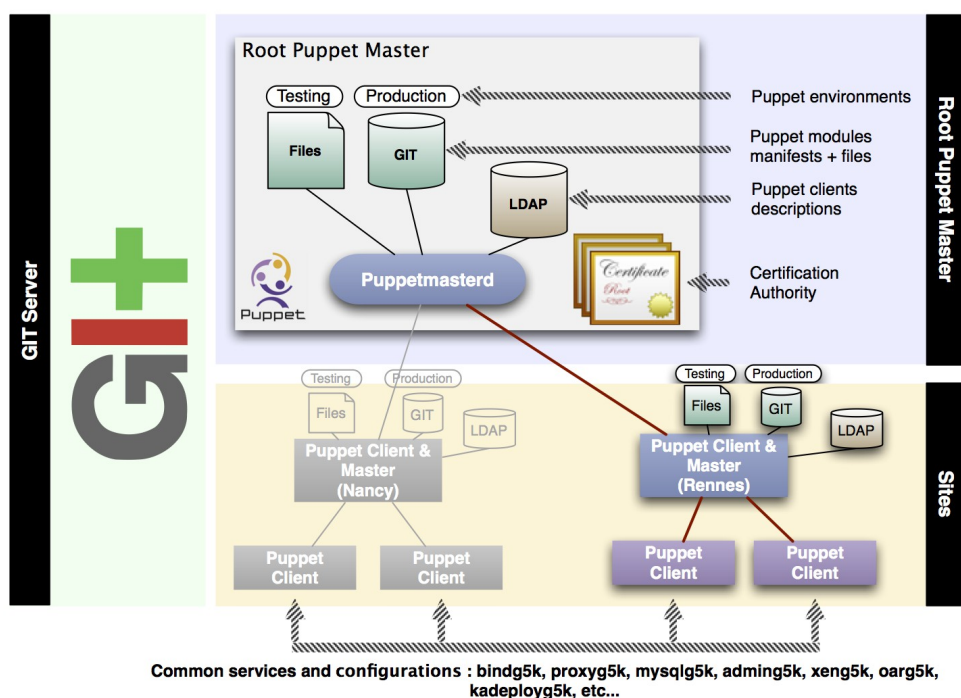 Root Puppet Master
Testing
Production
Puppet environments
Files
GIT
Puppet modules
manifests + files
LDAP
Puppet clients
descriptions
Puppetmasterd
Puppet
Certificate
Root
Certification
Authority
Root Puppet Master
GIT Server
GIt
Testing
Production
Files
GIT
LDAP
Puppet Client &
Master
(Nancy)
Puppet
Client
Puppet
Client
Testing
Production
Files
GIT
LDAP
Puppet Client &
Master
(Rennes)
Puppet
Client
Puppet
Client
Sites
Common services and configurations : bindg5k, proxyg5k, mysqlg5k, adming5k, xeng5k, oarg5k,
kadeployg5k, etc...